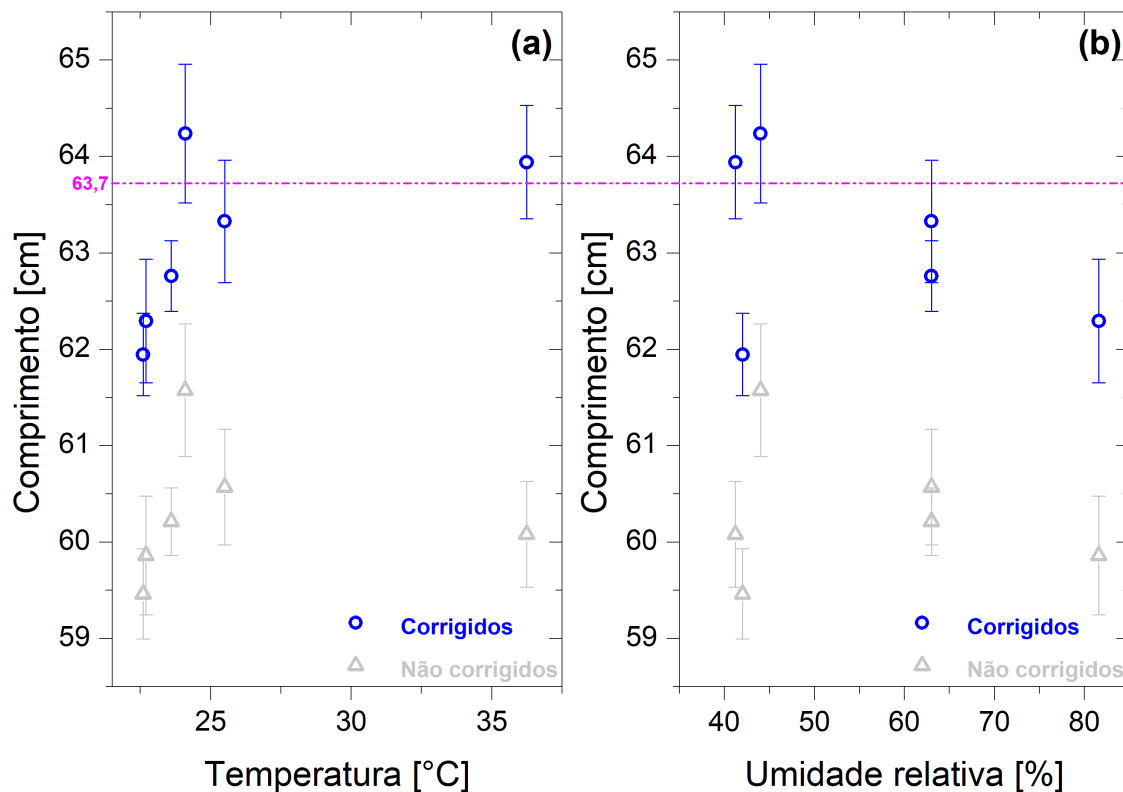 (a)
Comprimento [cm]
65
64
63,7
63
62
61
60
59
Corrigidos
Não corrigidos
25
30
35
Temperatura [°C]
(b)
Comprimento [cm]
65
64
63
62
61
60
59
Corrigidos
Não corrigidos
40
50
60
70
80
Umidade relativa [%]